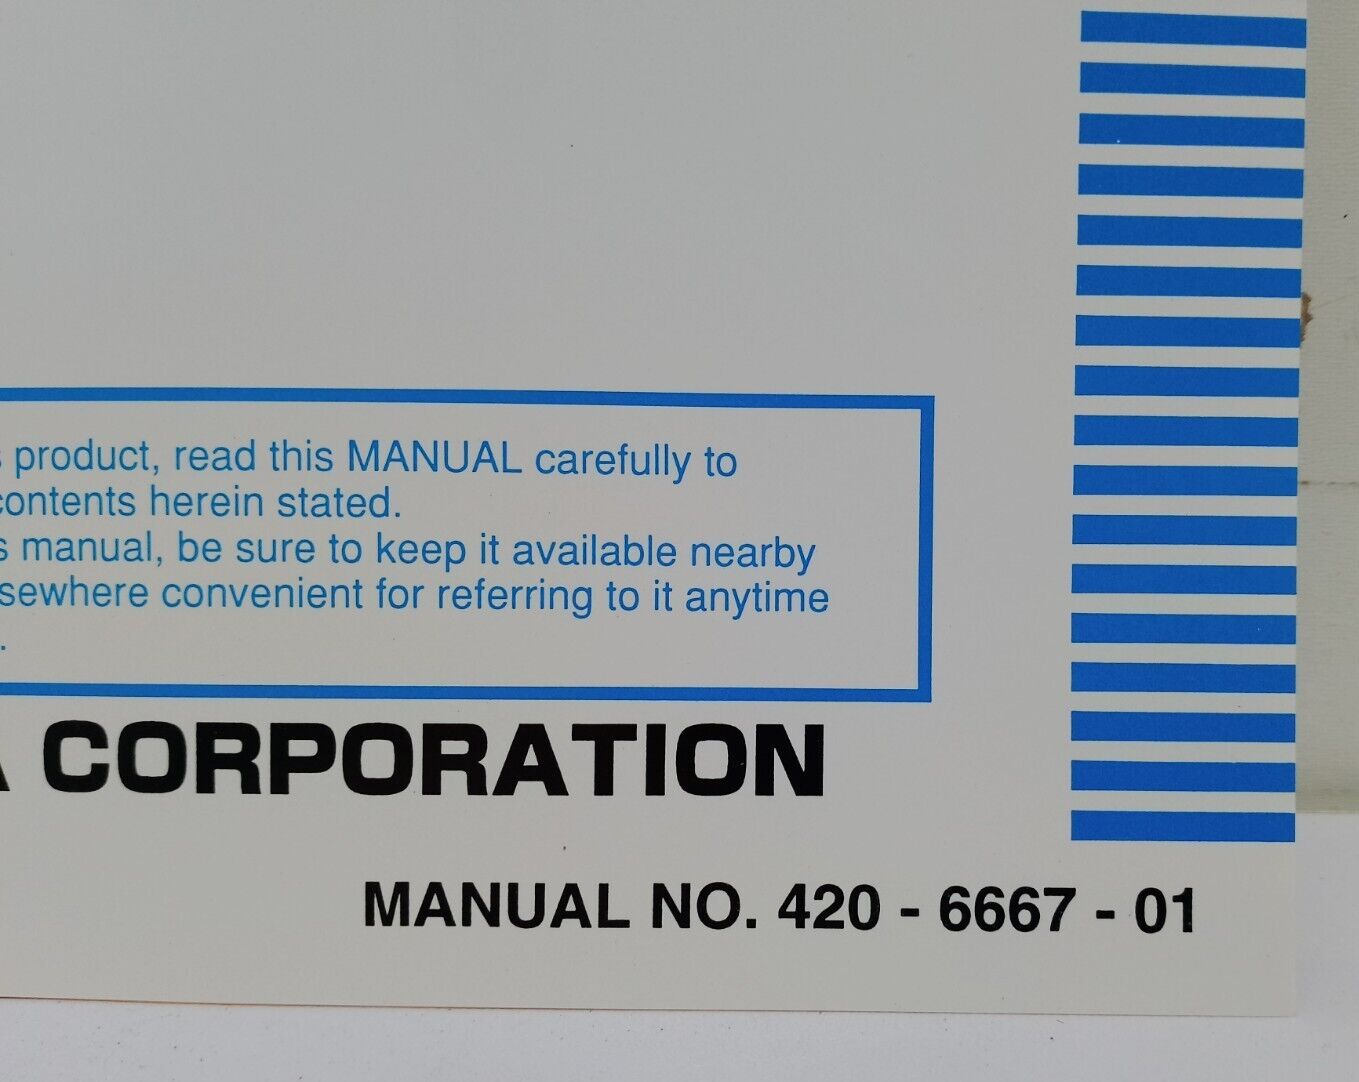 product, read this MANUAL carefully to
contents herein stated.
manual, be sure to keep it available nearby
sewhere convenient for referring to it anytime
.
A CORPORATION
MANUAL NO. 420 - 6667 - 01